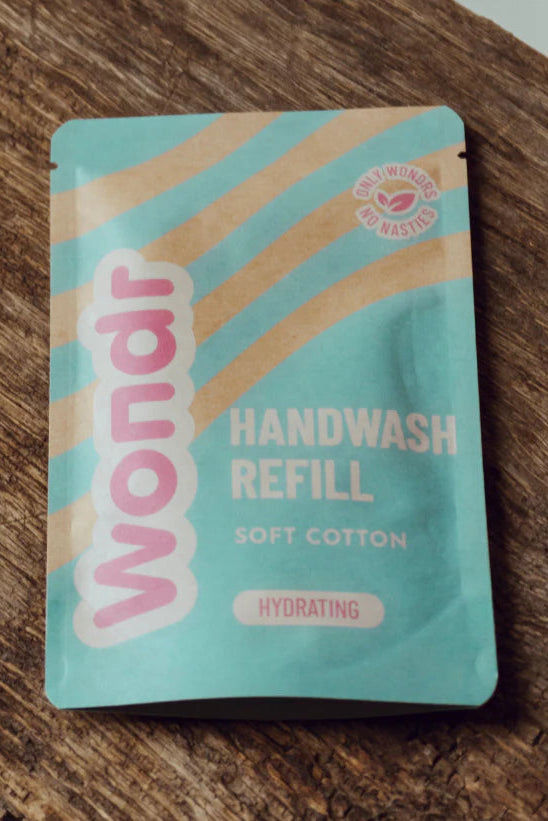 ONLY WONDRS
NO NASTIES
wondr
HANDWASH
REFILL
SOFT COTTON
HYDRATING